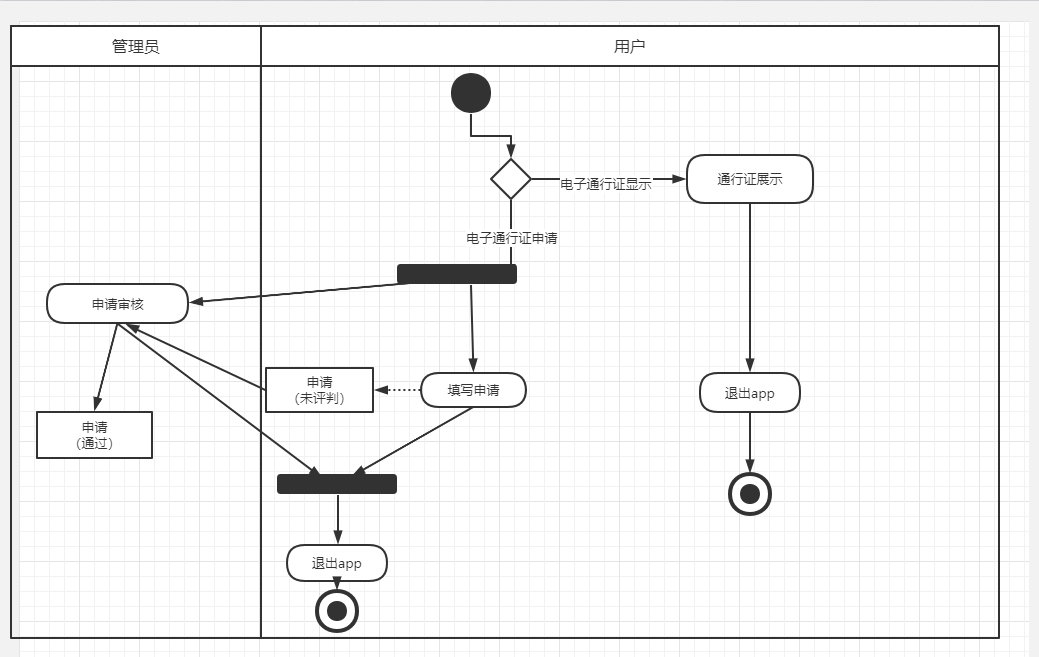 管理员
用户
电子通行证显示
通行证展示
电子通行证申请
申请审核
申请
（未评判）
填写申请
退出app
申请
（通过）
退出app